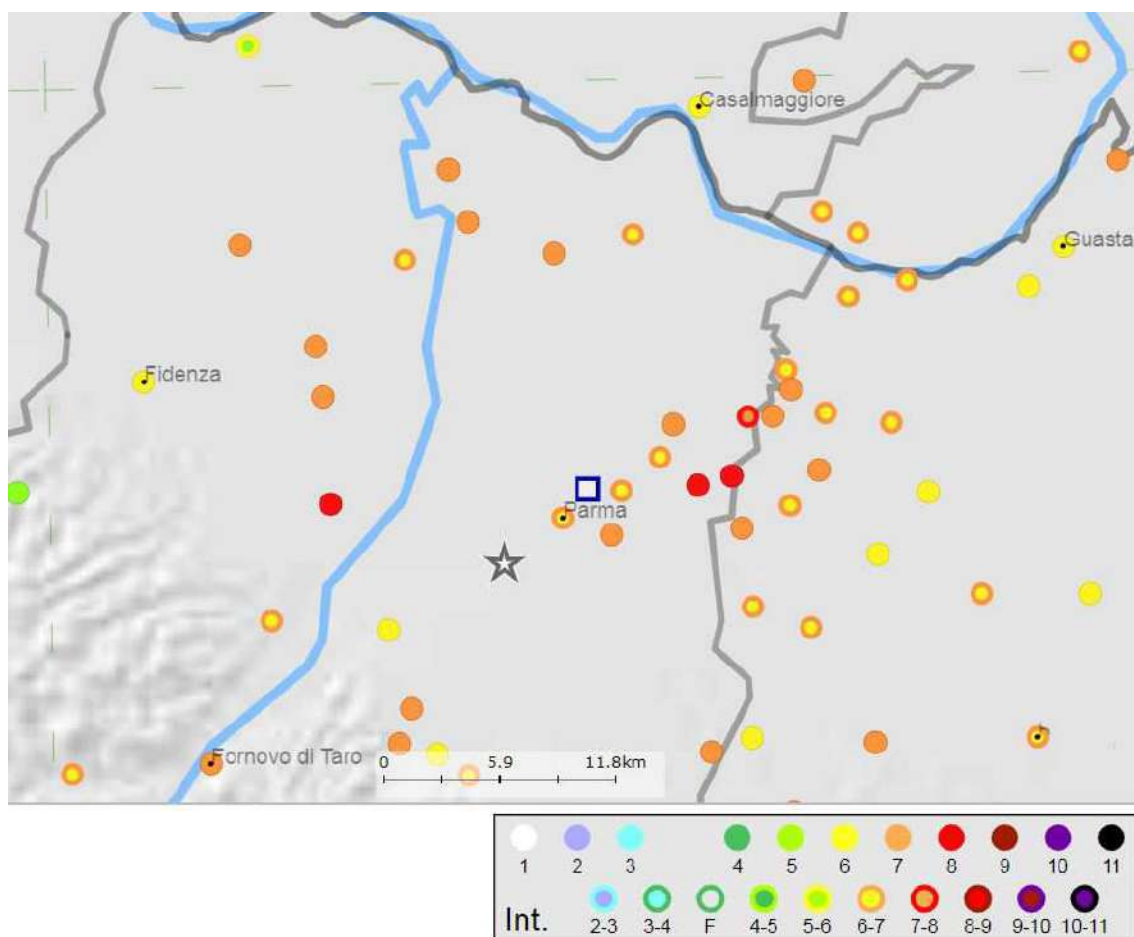 Casalmaggiore
Guasta
Fidenza
Parma
Fornovo di Taro
0 5.9 11.8km
1 2 3 4 5 6 7 8 9 10 11
Int. 2-3 3-4 F 4-5 5-6 6-7 7-8 8-9 9-10 10-11